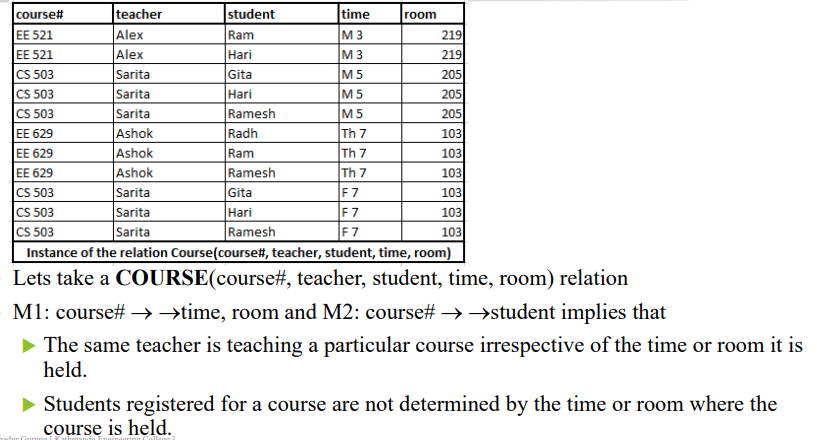 course# teacher student time room
EE 521 Alex Ram M 3 219
EE 521 Alex Hari M 3 219
CS 503 Sarita Gita M 5 205
CS 503 Sarita Hari M 5 205
CS 503 Sarita Ramesh M 5 205
EE 629 Ashok Radh Th 7 103
EE 629 Ashok Ram Th 7 103
EE 629 Ashok Ramesh Th 7 103
CS 503 Sarita Gita F 7 103
CS 503 Sarita Hari F 7 103
CS 503 Sarita Ramesh F 7 103
Instance of the relation Course(course#, teacher, student, time, room)
Lets take a COURSE(course#, teacher, student, time, room) relation
M1: course# → →time, room and M2: course# → →student implies that
The same teacher is teaching a particular course irrespective of the time or room it is
held.
Students registered for a course are not determined by the time or room where the
course is held.